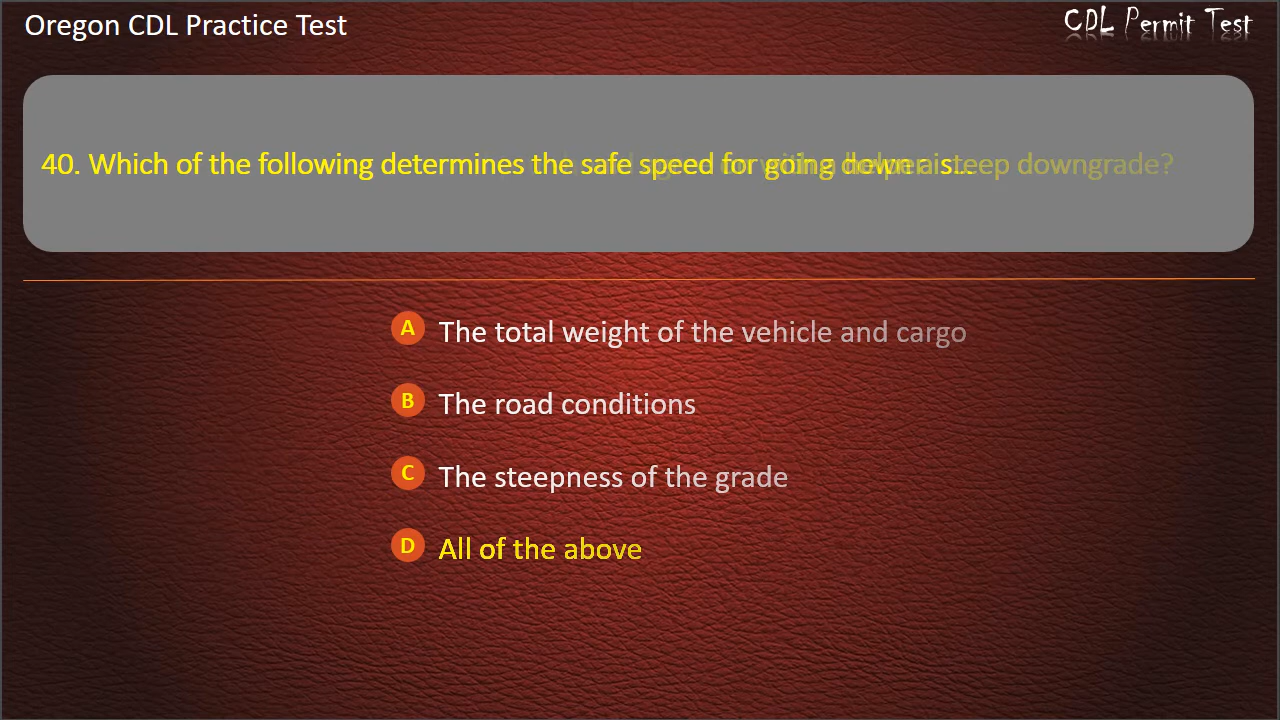 Oregon CDL Practice Test
CDL Permit Test
40. Which of the following determines the safe speed for going down a steep downgrade?
A The total weight of the vehicle and cargo
B The road conditions
C The steepness of the grade
D All of the above